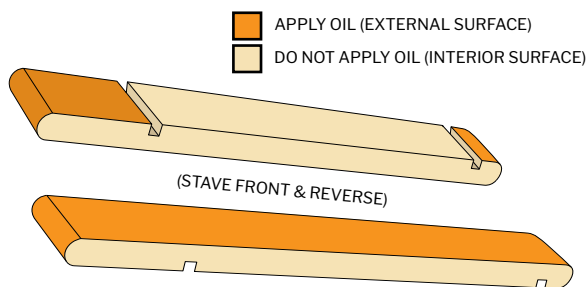 APPLY OIL (EXTERNAL SURFACE)
DO NOT APPLY OIL (INTERIOR SURFACE)
(STAVE FRONT & REVERSE)